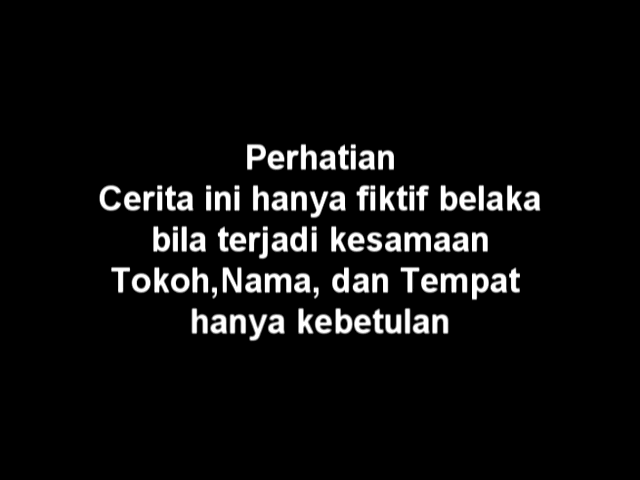 Perhatian
Cerita ini hanya fiktif belaka
bila terjadi kesamaan
Tokoh,Nama, dan Tempat
hanya kebetulan